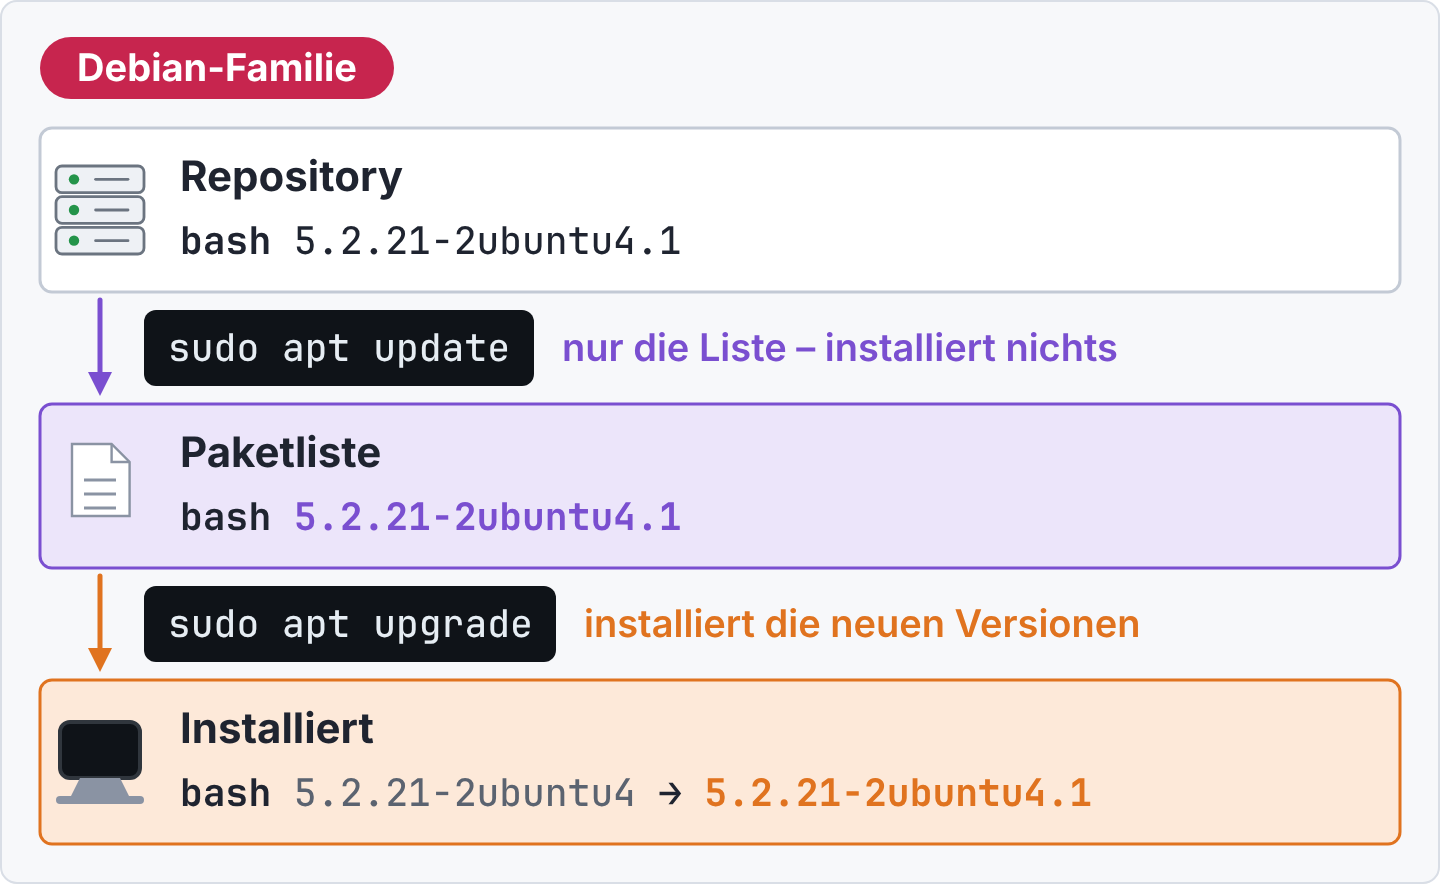 Debian-Familie
Repository
bash 5.2.21-2ubuntu4.1
sudo apt update nur die Liste – installiert nichts
Paketliste
bash 5.2.21-2ubuntu4.1
sudo apt upgrade installiert die neuen Versionen
Installiert
bash 5.2.21-2ubuntu4 → 5.2.21-2ubuntu4.1